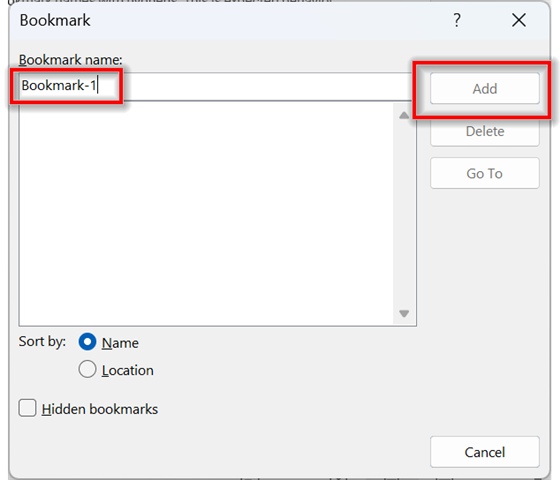 Bookmark
?
Bookmark name:
Bookmark-1
Add
Delete
Go To
Sort by:
Name
Location
Hidden bookmarks
Cancel